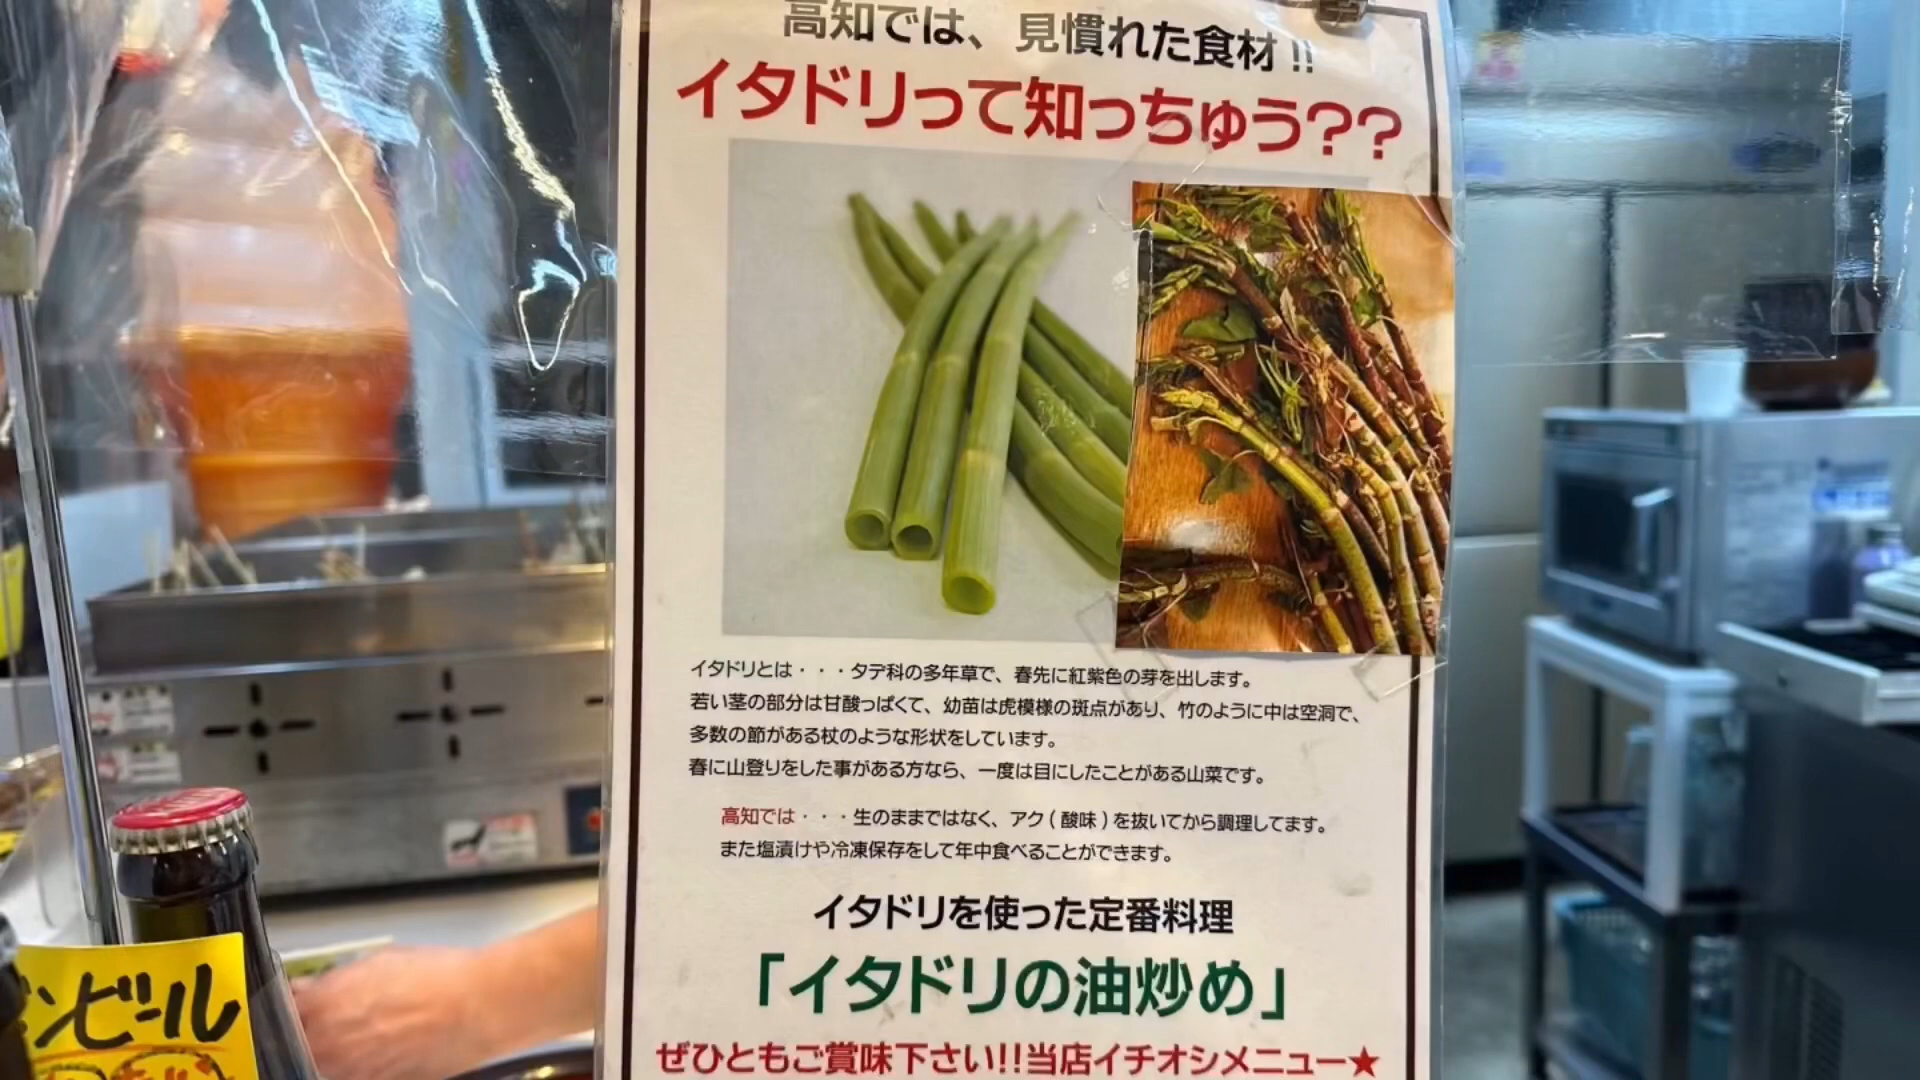 高知では、見慣れた食材!!
イタドリって知っちゅう??
イタドリとは・・・タデ科の多年草で、春先に紅紫色の芽を出します。
若い茎の部分は甘酸っぱくて、幼苗は虎模様の斑点があり、竹のように中は空洞で、
多数の節がある杖のような形状をしています。
春に山登りをした事がある方なら、一度は目にしたことがある山菜です。
高知では・・・生のままではなく、アク(酸味)を抜いてから調理してます。
また塩漬けや冷凍保存をして年中食べることができます。
イタドリを使った定番料理
「イタドリの油炒め」
ぜひともご賞味下さい!!当店イチオシメニュー★
ンビール